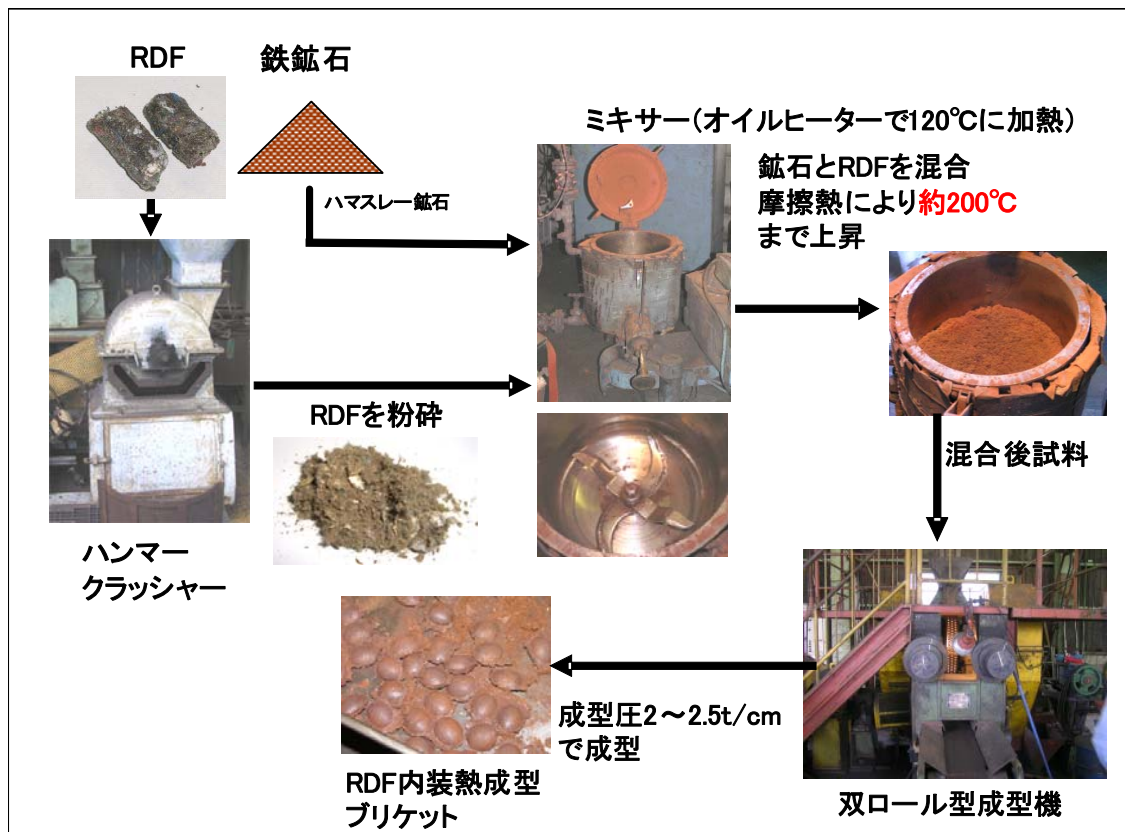 RDF
鉄鉱石
ミキサー(オイルヒーターで120℃に加熱)
ハマスレー鉱石
鉱石とRDFを混合
摩擦熱により約200℃
まで上昇
RDFを粉砕
混合後試料
ハンマー
クラッシャー
成型圧2～2.5t/cm
で成型
RDF内装熱成型
ブリケット
双ロール型成型機